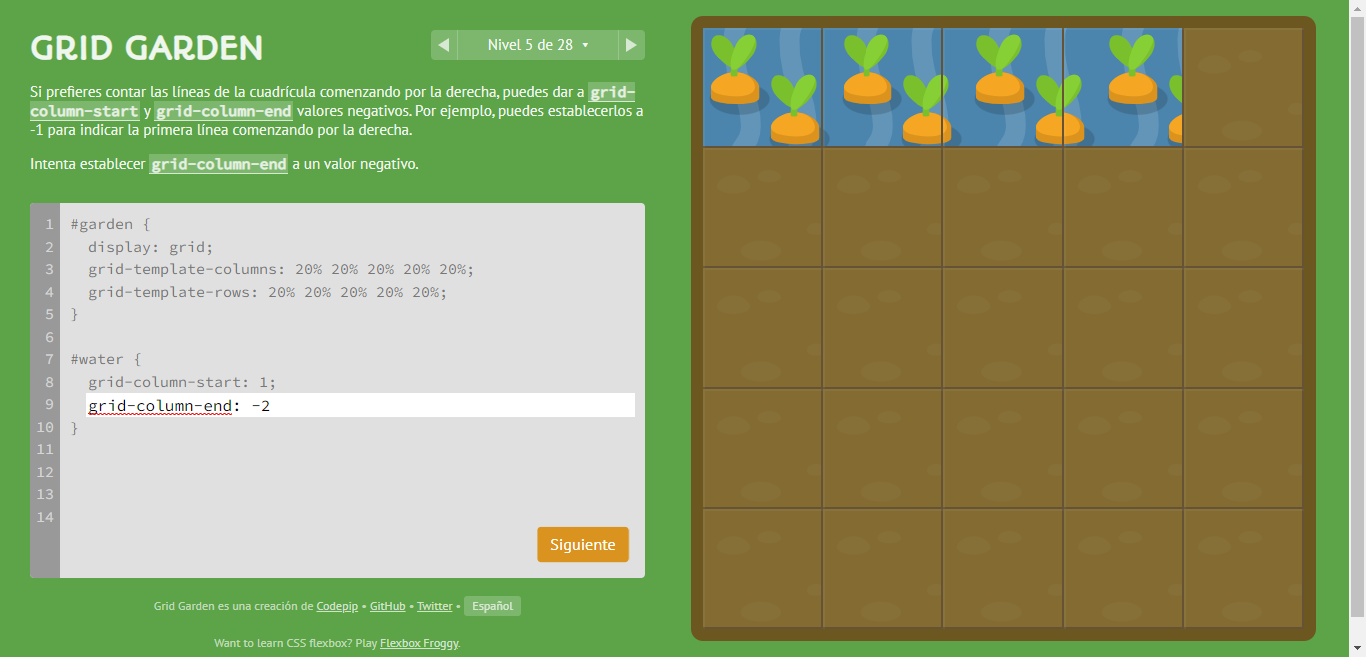 GRID GARDEN
◀ Nivel 5 de 28 ▾ ▶
Si prefieres contar las líneas de la cuadrícula comenzando por la derecha, puedes dar a grid-
column-start y grid-column-end valores negativos. Por ejemplo, puedes establecerlos a
-1 para indicar la primera línea comenzando por la derecha.
Intenta establecer grid-column-end a un valor negativo.
1 #garden {
2 display: grid;
3 grid-template-columns: 20% 20% 20% 20% 20%;
4 grid-template-rows: 20% 20% 20% 20% 20%;
5 }
6
7 #water {
8 grid-column-start: 1;
9 grid-column-end: -2
10 }
11
12
13
14
Siguiente
Grid Garden es una creación de Codepip • GitHub • Twitter • Español
Want to learn CSS flexbox? Play Flexbox Froggy.